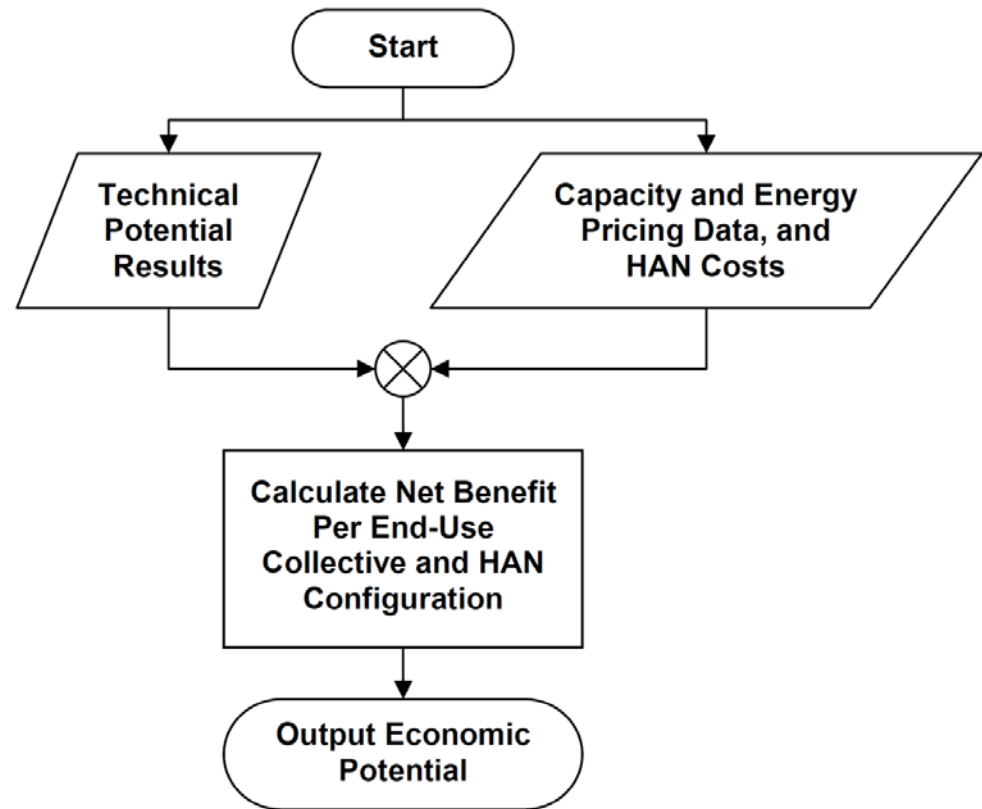 Start
Technical
Potential
Results
Capacity and Energy
Pricing Data, and
HAN Costs
Calculate Net Benefit
Per End-Use
Collective and HAN
Configuration
Output Economic
Potential